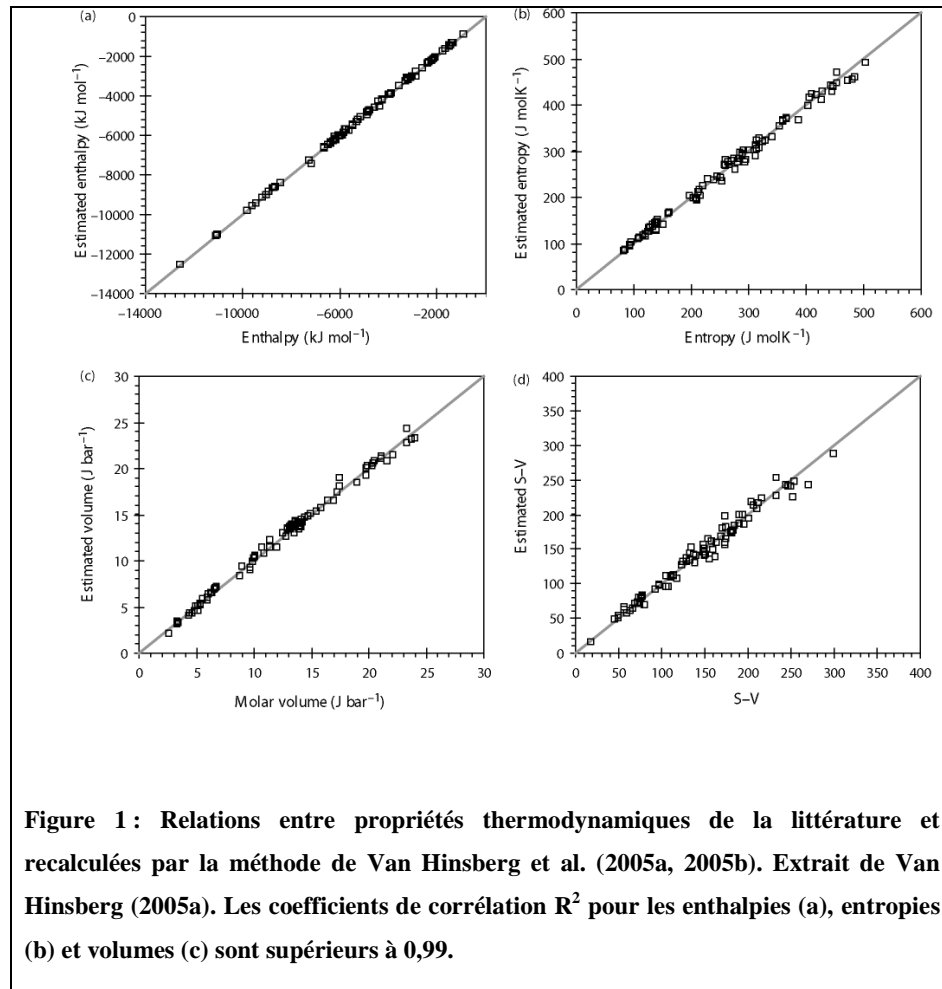 (a)
0
−2000
−4000
−6000
−8000
−10000
−12000
−14000
Estimated enthalpy (kJ mol−1)
−14000
−10000
−6000
−2000
Enthalpy (kJ mol−1)
(b)
600
500
400
300
200
100
0
Estimated entropy (J molK−1)
0 100 200 300 400 500 600
Entropy (J molK−1)
(c)
30
25
20
15
10
5
0
Estimated volume (J bar−1)
0 5 10 15 20 25 30
Molar volume (J bar−1)
(d)
400
350
300
250
200
150
100
50
0
Estimated S−V
0 50 100 150 200 250 300 350 400
S−V
Figure 1 : Relations entre propriétés thermodynamiques de la littérature et
recalculées par la méthode de Van Hinsberg et al. (2005a, 2005b). Extrait de Van
Hinsberg (2005a). Les coefficients de corrélation R2 pour les enthalpies (a), entropies
(b) et volumes (c) sont supérieurs à 0,99.